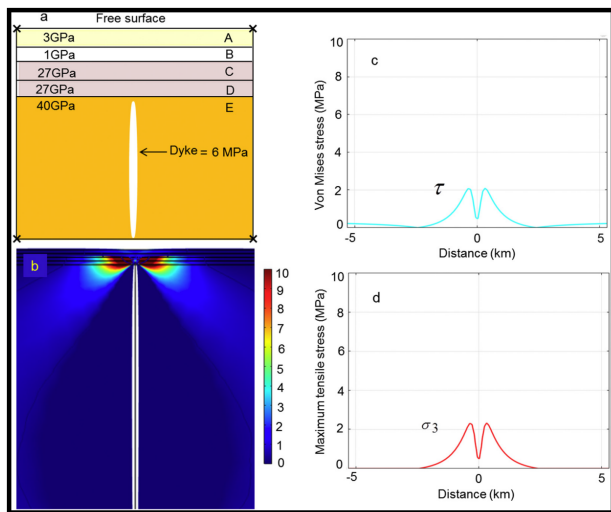 a
Free surface
3GPa A
1GPa B
27GPa C
27GPa D
40GPa E
Dyke = 6 MPa
b
10
9
8
7
6
5
4
3
2
1
0
c
Von Mises stress (MPa)
10
8
6
4
2
0
τ
-5 0 5
Distance (km)
d
Maximum tensile stress (MPa)
10
8
6
4
2
0
σ3
-5 0 5
Distance (km)